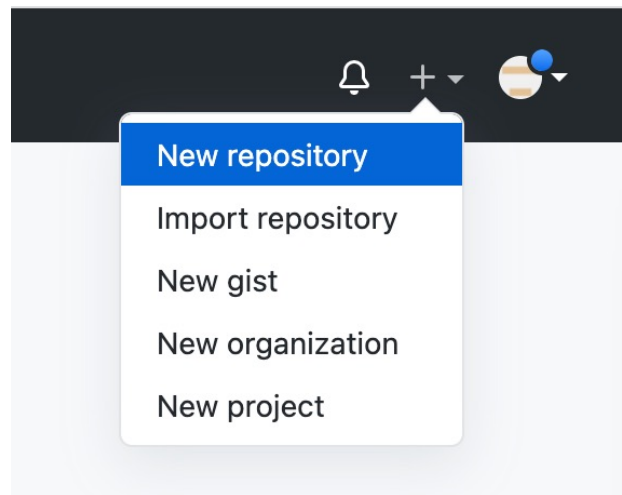 New repository
Import repository
New gist
New organization
New project